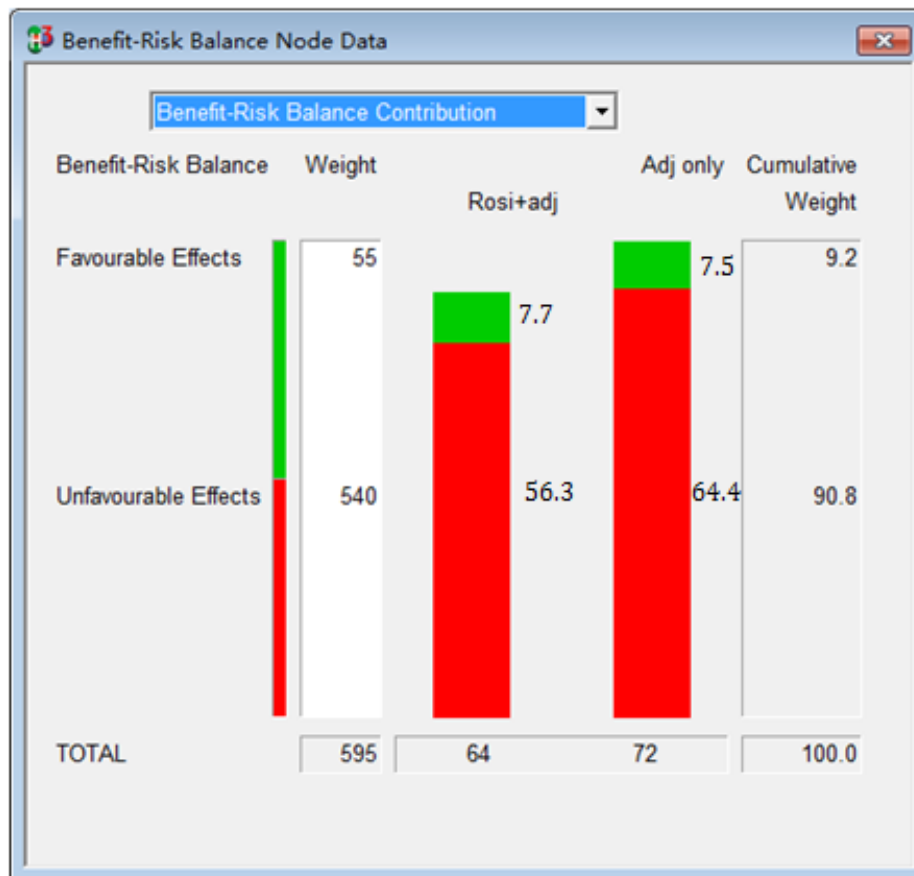 Benefit-Risk Balance Node Data
Benefit-Risk Balance Contribution
Benefit-Risk Balance Weight Adj only Cumulative
Rosi+adj Weight
Favourable Effects 55 7.5 9.2
7.7
Unfavourable Effects 540 56.3 64.4 90.8
TOTAL 595 64 72 100.0